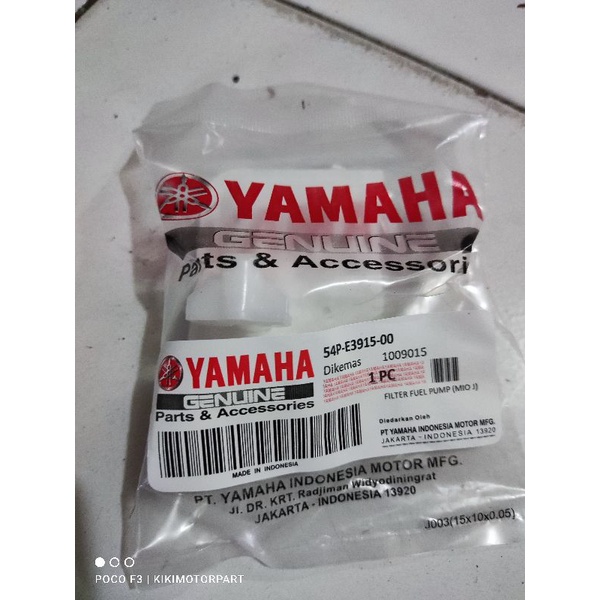 YAMAHA
GENUINE
Parts & Accessori
54P-E3915-00
Dikemas 1009015
1 PC
FILTER FUEL PUMP (MIO J)
YAMAHA
GENUINE
Parts & Accessories
MADE IN INDONESIA
Diedarkan Oleh
PT YAMAHA INDONESIA MOTOR MFG.
JAKARTA - INDONESIA 13920
PT. YAMAHA INDONESIA MOTOR MFG.
Jl. DR. KRT. Radjiman Widyodiningrat
JAKARTA - INDONESIA 13920
J003(15x10x0.05)
POCO F3 | KIKIMOTORPART